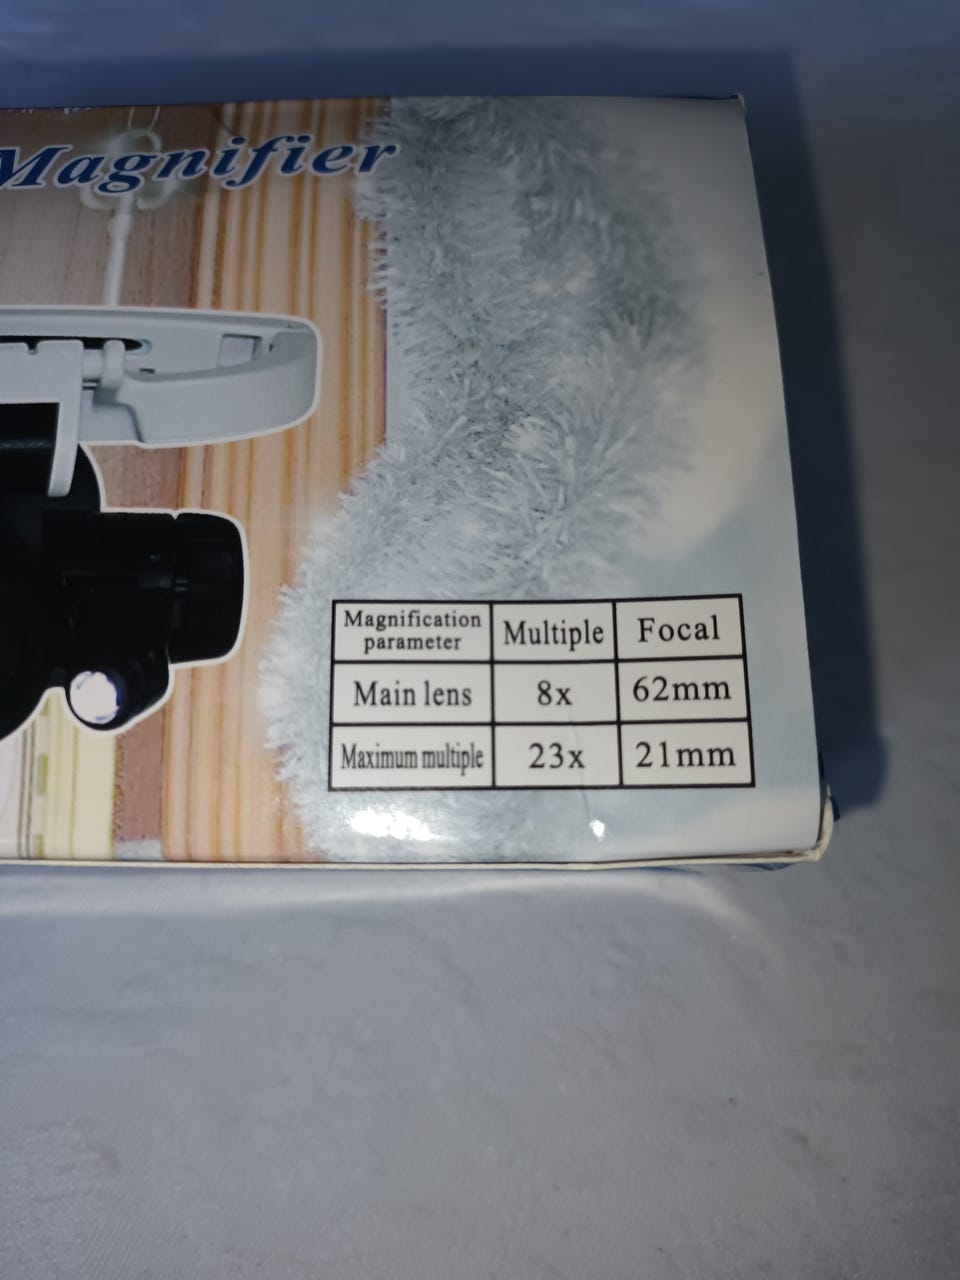 Magnifier
Magnification
parameter
Multiple
Focal
Main lens
8x
62mm
Maximum multiple
23x
21mm